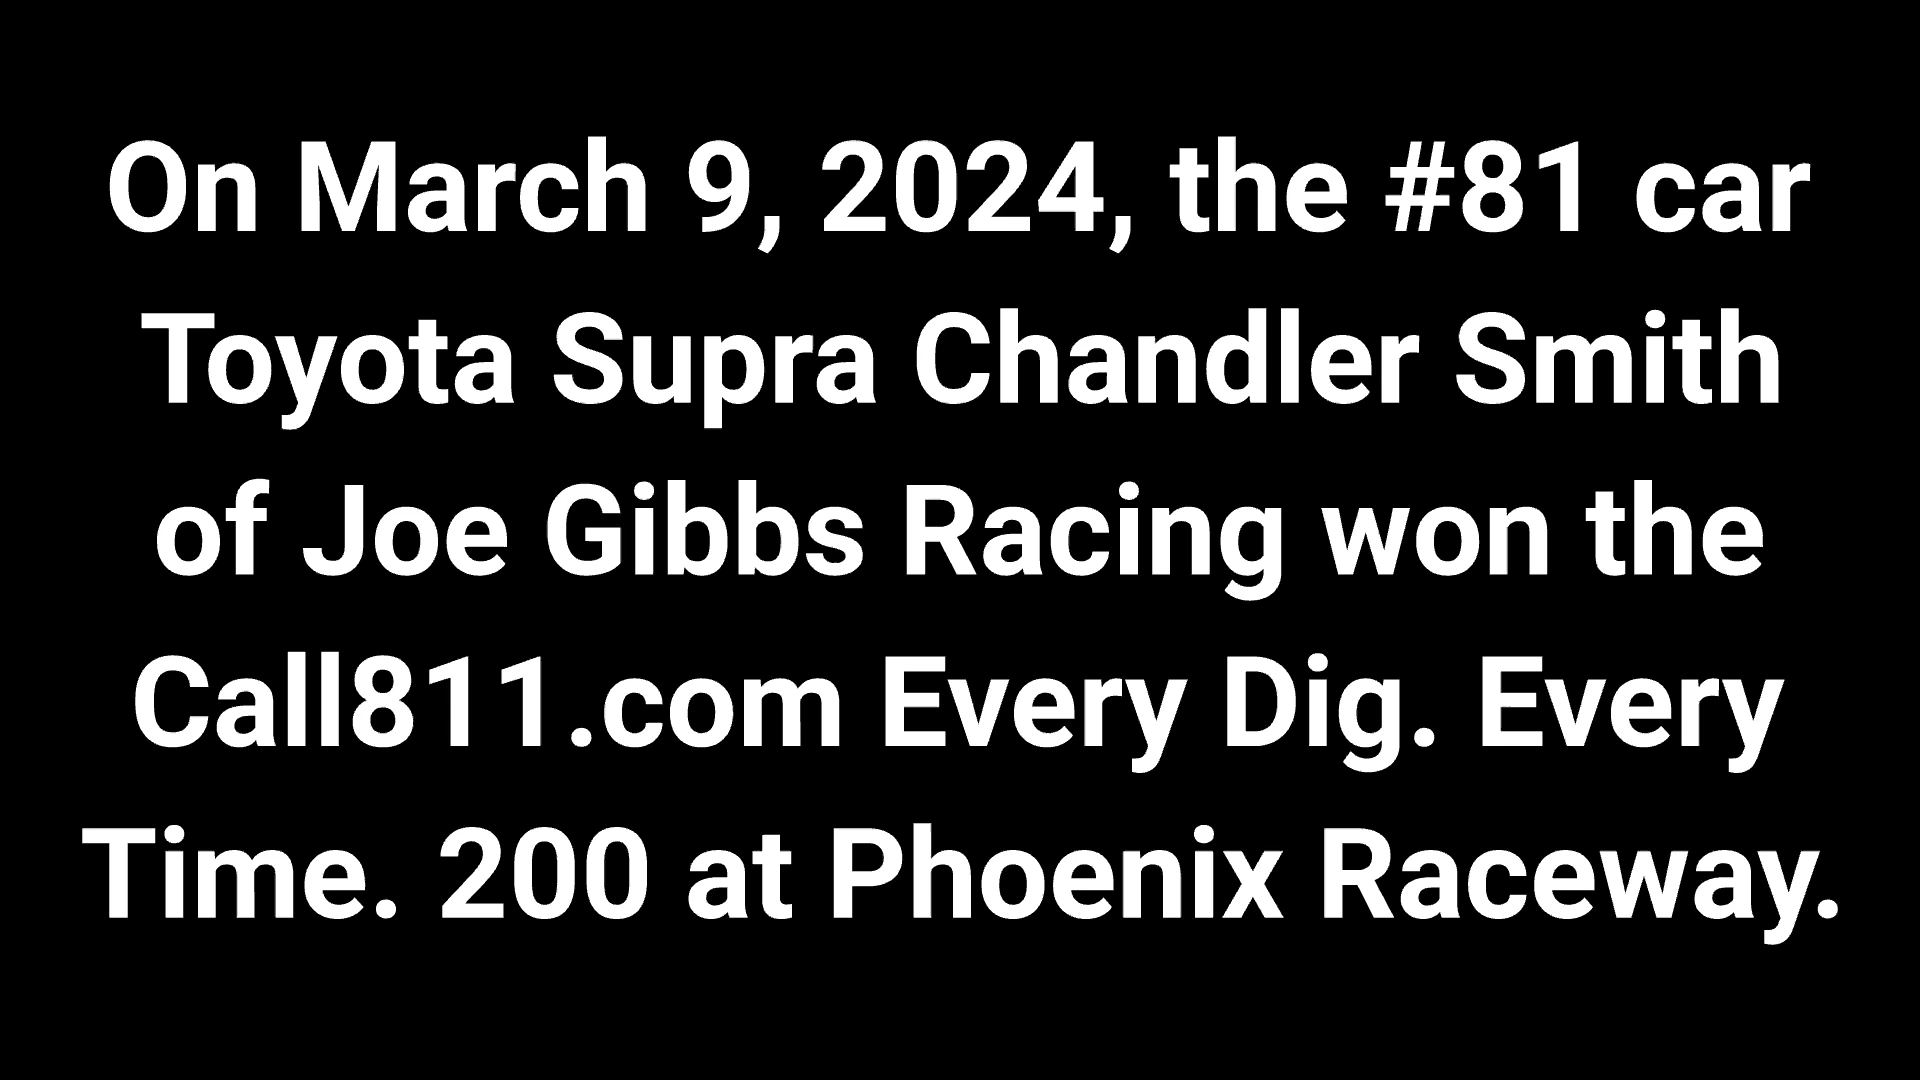 On March 9, 2024, the #81 car
Toyota Supra Chandler Smith
of Joe Gibbs Racing won the
Call811.com Every Dig. Every
Time. 200 at Phoenix Raceway.